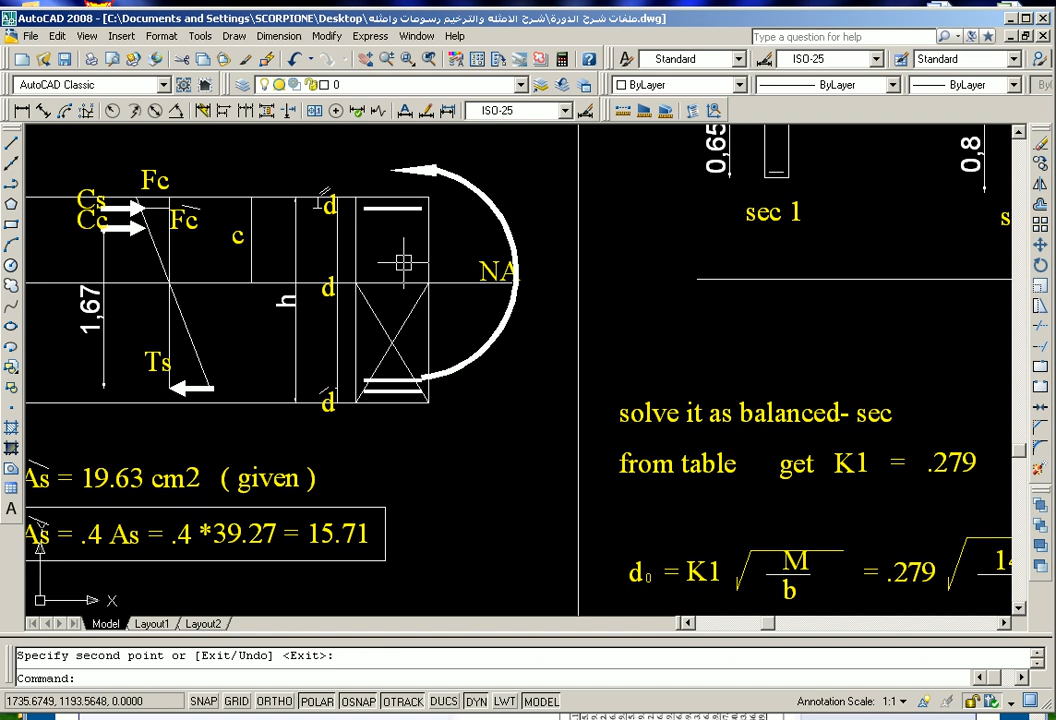 AutoCAD 2008 - [C:\Documents and Settings\SCORPIONE\Desktop\ملفات شرح الدورة\شرح الامثله والترخيم رسومات وامثله.dwg]
File Edit View Insert Format Tools Draw Dimension Modify Express Window Help
Type a question for help
Standard
ISO-25
Standard
AutoCAD Classic
0
ByLayer
ByLayer
ByLayer
ISO-25
Fc
Cs
Cc
Fc
c
d
d
d
h
NA
1,67
Ts
0,65
0,8
sec 1
s
As = 19.63 cm2 ( given )
As = .4 As = .4 *39.27 = 15.71
solve it as balanced- sec
from table get K1 = .279
d0 = K1 √ M / b = .279 √
X
Model Layout1 Layout2
Specify second point or [Exit/Undo] <Exit>:
Command:
1735.6749, 1193.5648, 0.0000 SNAP GRID ORTHO POLAR OSNAP OTRACK DUCS DYN LWT MODEL
Annotation Scale: 1:1